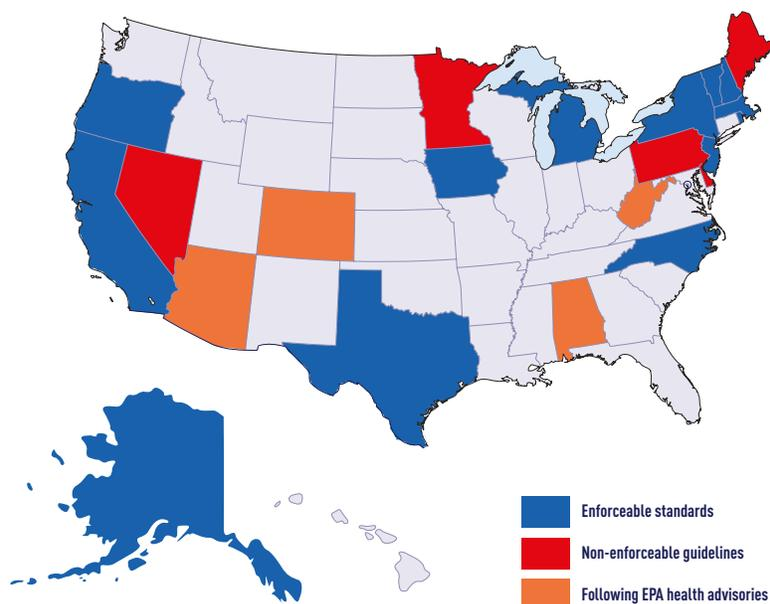 Enforceable standards
Non-enforceable guidelines
Following EPA health advisories